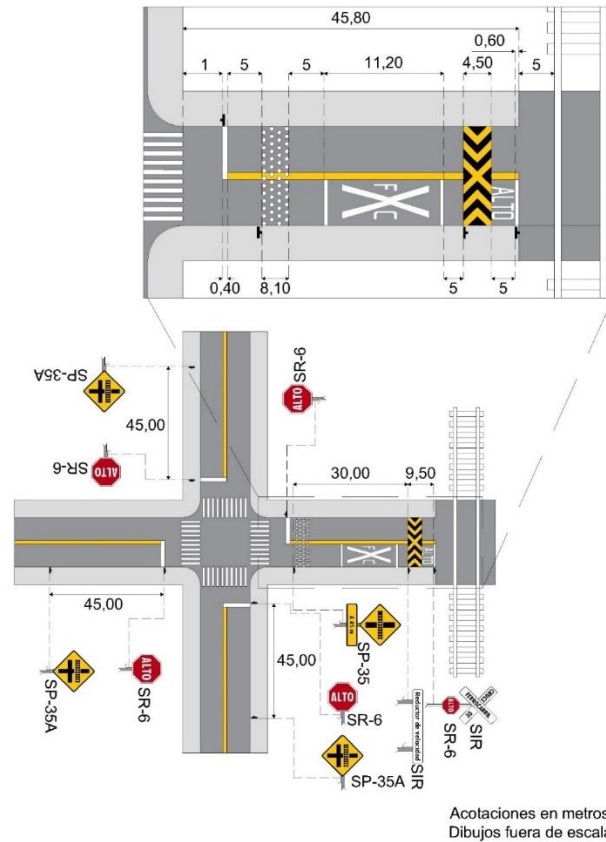 45,80
0,60
1
5
5
11,20
4,50
5
F C
ALTO
0,40
8,10
5
5
SP-35A
45,00
SR-6
ALTO
SR-6
ALTO
30,00
9,50
F C
ALTO
45,00
SP-35A
ALTO
SR-6
45,00
SP-35
ALTO
SR-6
SP-35A
Reductor de velocidad
SIR
ALTO
SR-6
CRUCE DE FERROCARRIL
SIR
Acotaciones en metros
Dibujos fuera de escala